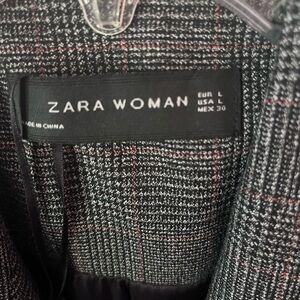 ZARA WOMAN
EUR L
USA L
MEX 30
MADE IN CHINA